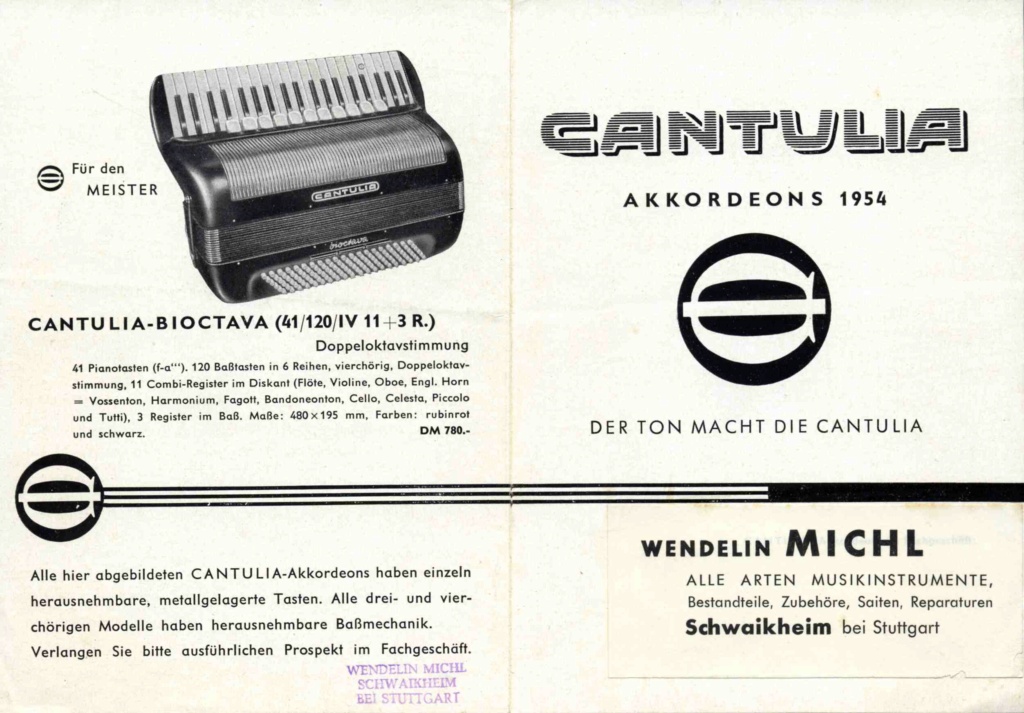 Für den
MEISTER
CANTULIA
bioctava
CANTULIA-BIOCTAVA (41/120/IV 11+3 R.)
Doppeloktavstimmung
41 Pianotasten (f-a'''). 120 Baßtasten in 6 Reihen, vierchörig, Doppeloktav-
stimmung, 11 Combi-Register im Diskant (Flöte, Violine, Oboe, Engl. Horn
= Vossenton, Harmonium, Fagott, Bandoneonton, Cello, Celesta, Piccolo
und Tutti), 3 Register im Baß. Maße: 480×195 mm, Farben: rubinrot
und schwarz. DM 780.-
Alle hier abgebildeten CANTULIA-Akkordeons haben einzeln
herausnehmbare, metallgelagerte Tasten. Alle drei- und vier-
chörigen Modelle haben herausnehmbare Baßmechanik.
Verlangen Sie bitte ausführlichen Prospekt im Fachgeschäft.
WENDELIN MICHL
SCHWAIKHEIM
BEI STUTTGART
CANTULIA
AKKORDEONS 1954
DER TON MACHT DIE CANTULIA
WENDELIN MICHL
ALLE ARTEN MUSIKINSTRUMENTE,
Bestandteile, Zubehöre, Saiten, Reparaturen
Schwaikheim bei Stuttgart